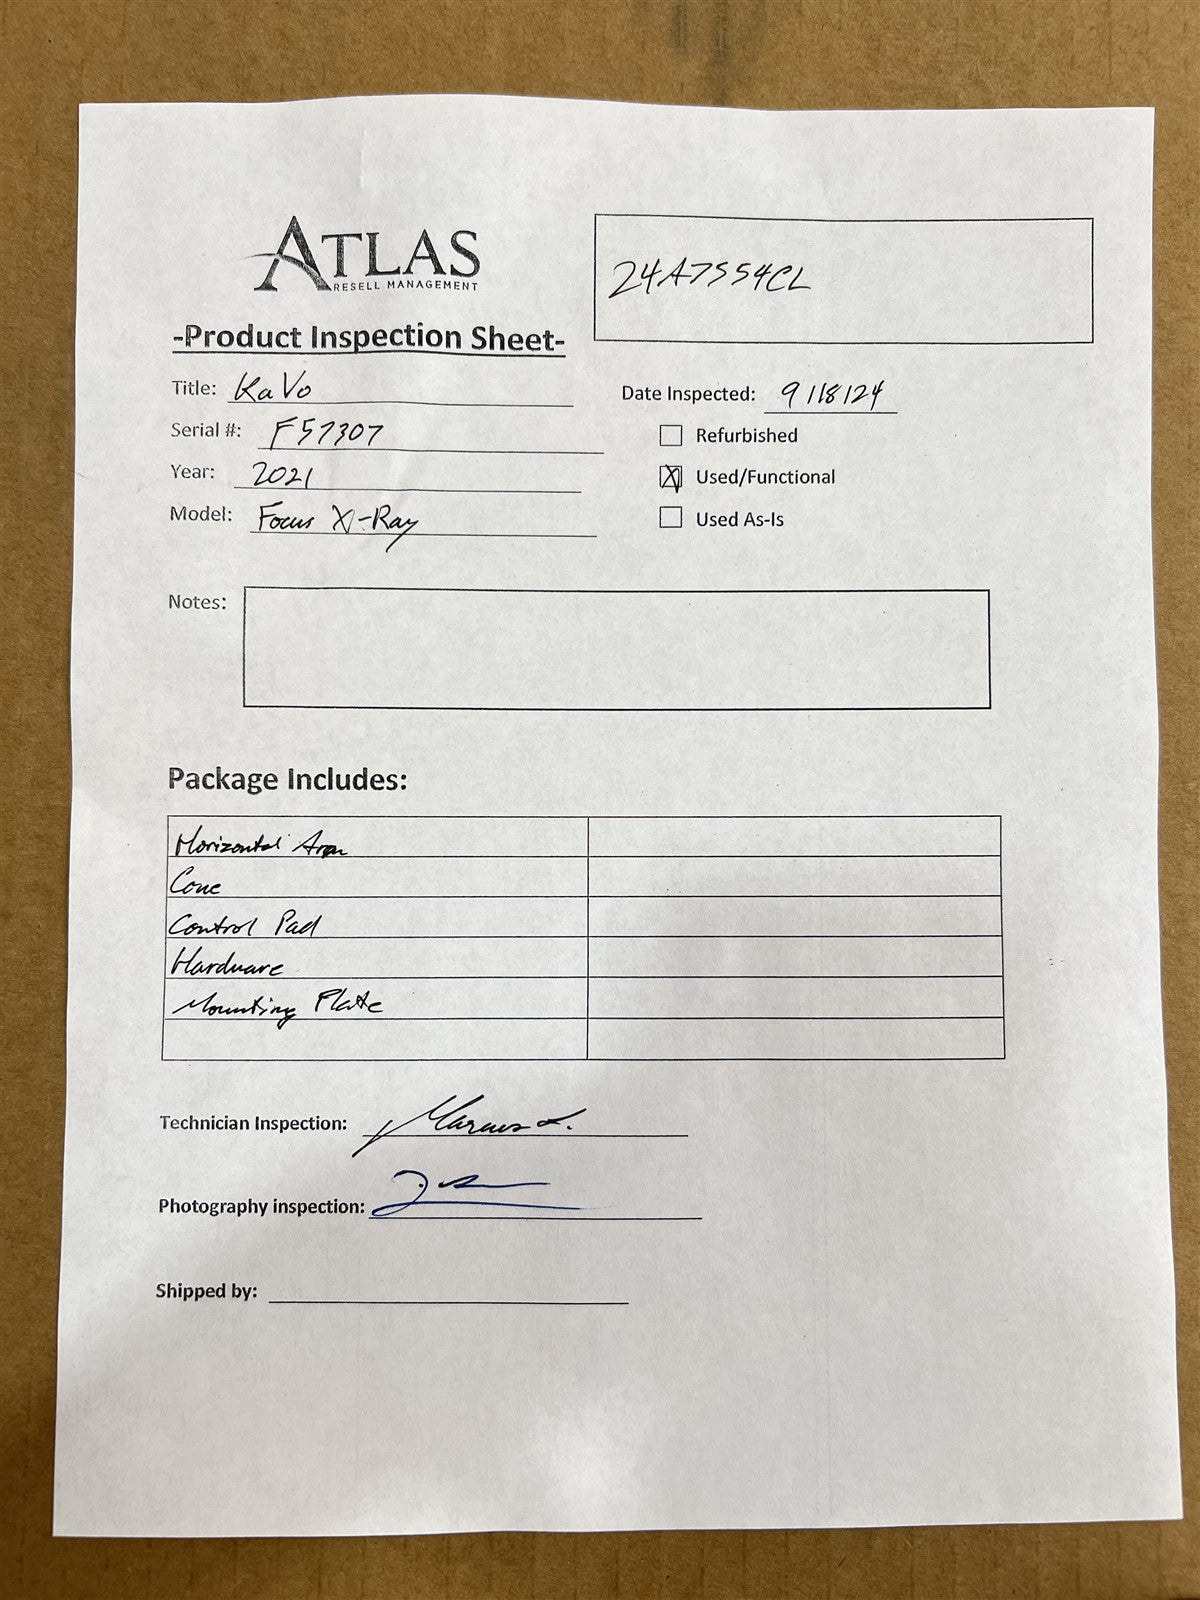 ATLAS
RESELL MANAGEMENT
24A7554CL
-Product Inspection Sheet-
Title: KaVo
Date Inspected: 9/18/24
Serial #: F57307
Refurbished
Year: 2021
X Used/Functional
Model: Focus X-Ray
Used As-Is
Notes:
Package Includes:
Horizontal Arm
Cone
Control Pad
Hardware
Mounting Plate
Technician Inspection: Marcus L.
Photography inspection:
Shipped by: